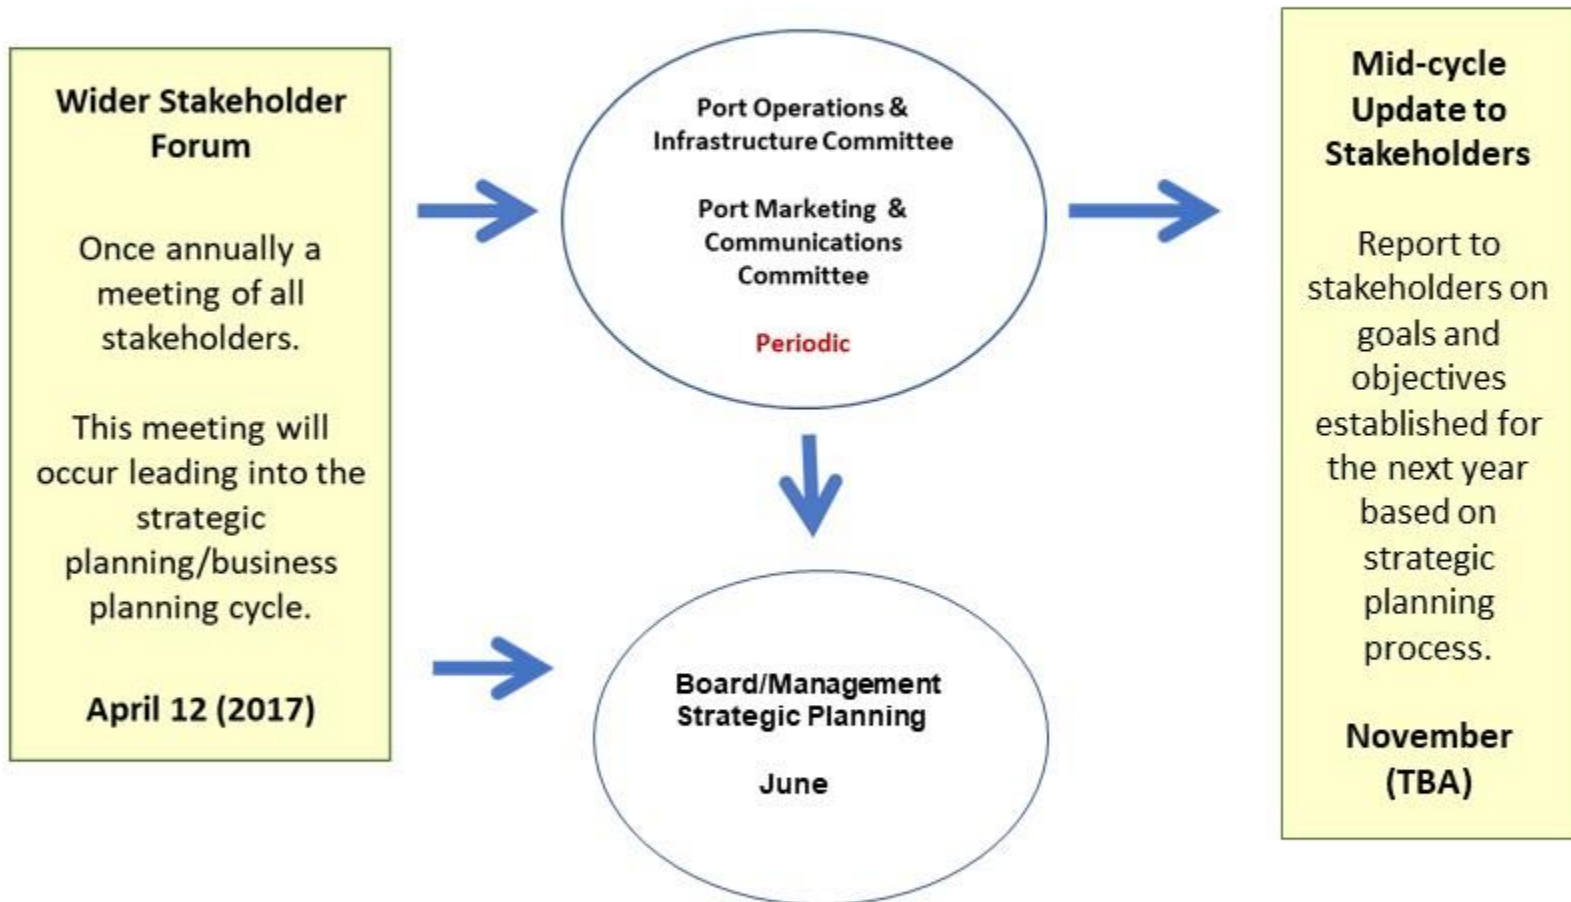 Wider Stakeholder
Forum
Once annually a
meeting of all
stakeholders.
This meeting will
occur leading into the
strategic
planning/business
planning cycle.
April 12 (2017)
Port Operations &
Infrastructure Committee
Port Marketing &
Communications
Committee
Periodic
Board/Management
Strategic Planning
June
Mid-cycle
Update to
Stakeholders
Report to
stakeholders on
goals and
objectives
established for
the next year
based on
strategic
planning
process.
November
(TBA)